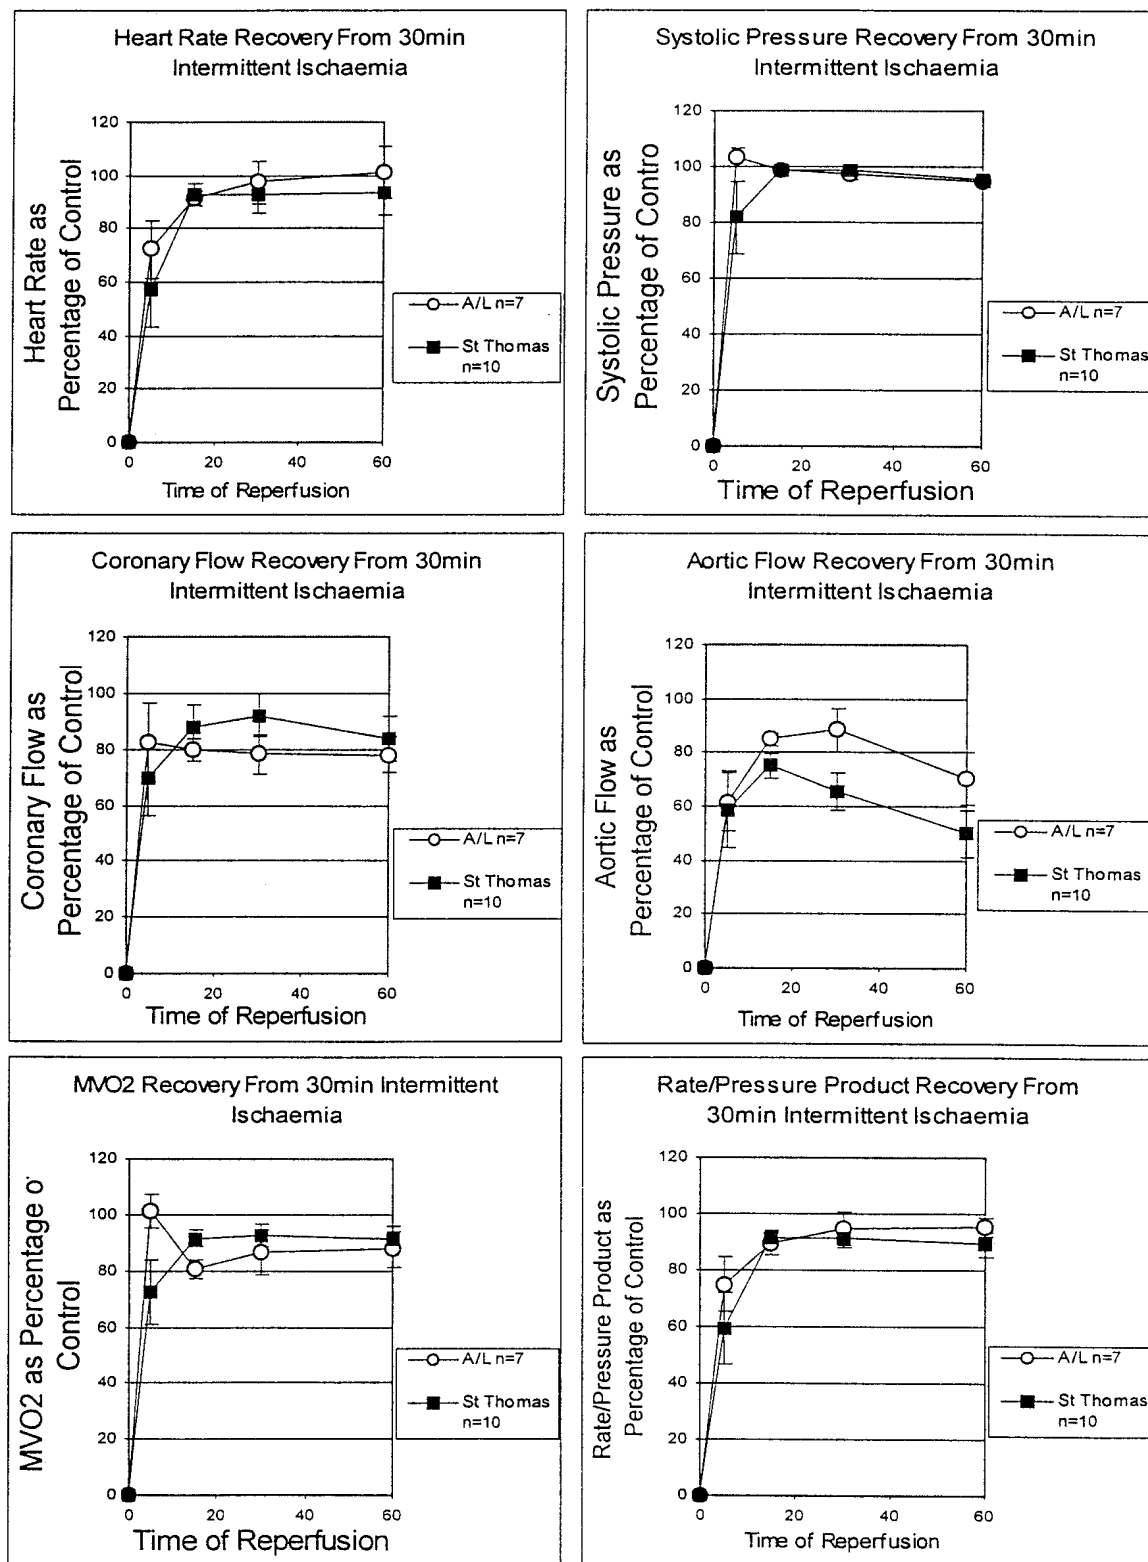 Heart Rate Recovery From 30min
Intermittent Ischaemia
Heart Rate as
Percentage of Control
120
100
80
60
40
20
0
0
20
40
60
Time of Reperfusion
A/L n=7
St Thomas
n=10
Systolic Pressure Recovery From 30min
Intermittent Ischaemia
Systolic Pressure as
Percentage of Contro
120
100
80
60
40
20
0
0
20
40
60
Time of Reperfusion
A/L n=7
St Thomas
n=10
Coronary Flow Recovery From 30min
Intermittent Ischaemia
Coronary Flow as
Percentage of Control
120
100
80
60
40
20
0
0
20
40
60
Time of Reperfusion
A/L n=7
St Thomas
n=10
Aortic Flow Recovery From 30min
Intermittent Ischaemia
Aortic Flow as
Percentage of Control
120
100
80
60
40
20
0
0
20
40
60
Time of Reperfusion
A/L n=7
St Thomas
n=10
MVO2 Recovery From 30min Intermittent
Ischaemia
MVO2 as Percentage o
Control
120
100
80
60
40
20
0
0
20
40
60
Time of Reperfusion
A/L n=7
St Thomas
n=10
Rate/Pressure Product Recovery From
30min Intermittent Ischaemia
Rate/Pressure Product as
Percentage of Control
120
100
80
60
40
20
0
0
20
40
60
Time of Reperfusion
A/L n=7
St Thomas
n=10